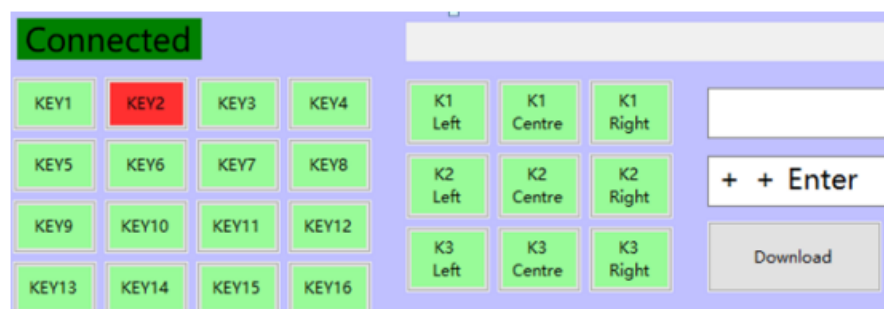 Connected
KEY1 KEY2 KEY3 KEY4
KEY5 KEY6 KEY7 KEY8
KEY9 KEY10 KEY11 KEY12
KEY13 KEY14 KEY15 KEY16
K1 Left
K1 Centre
K1 Right
K2 Left
K2 Centre
K2 Right
K3 Left
K3 Centre
K3 Right
+ + Enter
Download